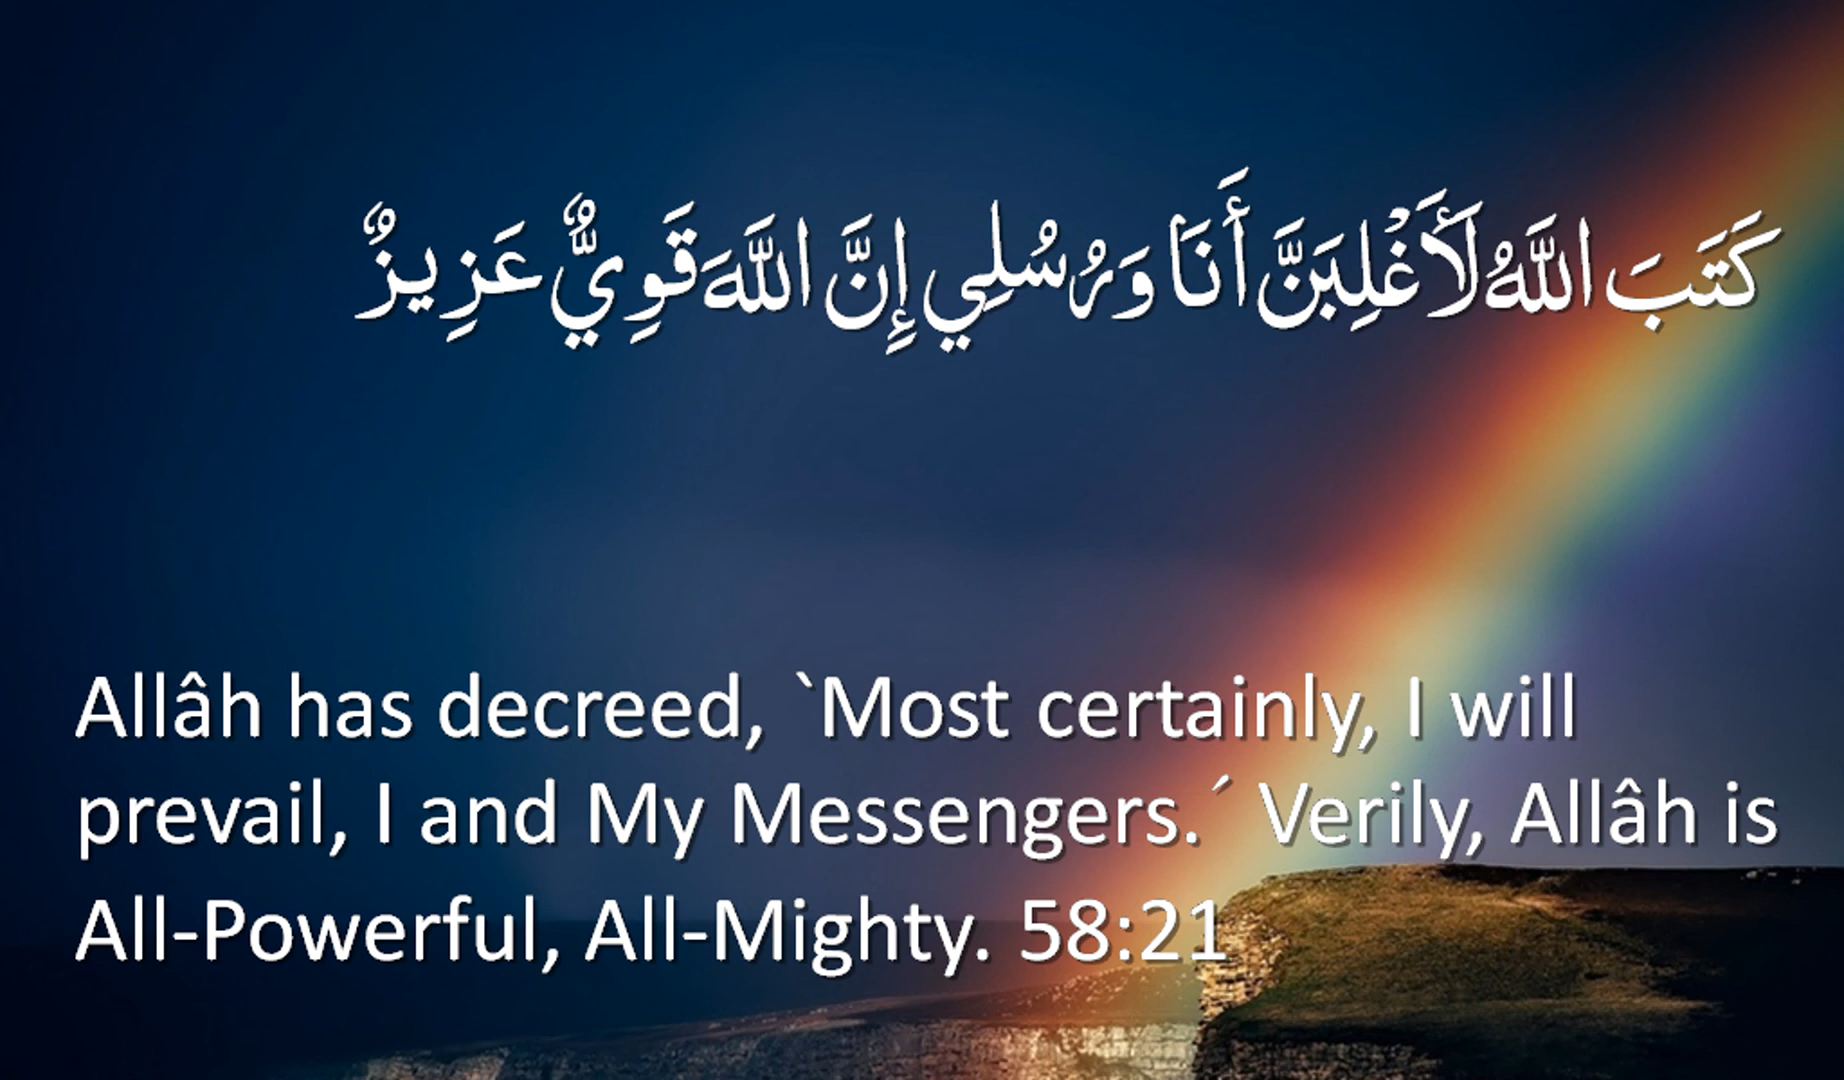 كَتَبَ اللَّهُ لَأَغْلِبَنَّ أَنَا وَرُسُلِي إِنَّ اللَّهَ قَوِيٌّ عَزِيزٌ
Allâh has decreed, `Most certainly, I will
prevail, I and My Messengers.´ Verily, Allâh is
All-Powerful, All-Mighty. 58:21